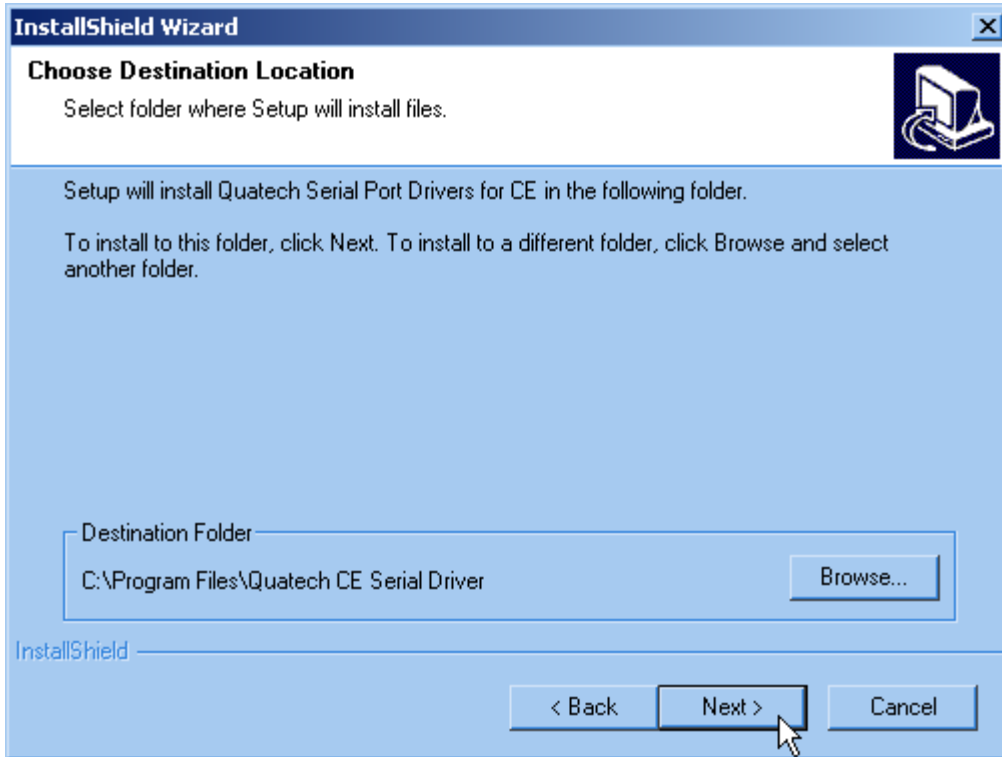 InstallShield Wizard
Choose Destination Location
Select folder where Setup will install files.
Setup will install Quatech Serial Port Drivers for CE in the following folder.
To install to this folder, click Next. To install to a different folder, click Browse and select
another folder.
Destination Folder
C:\Program Files\Quatech CE Serial Driver
Browse...
InstallShield
< Back
Next >
Cancel